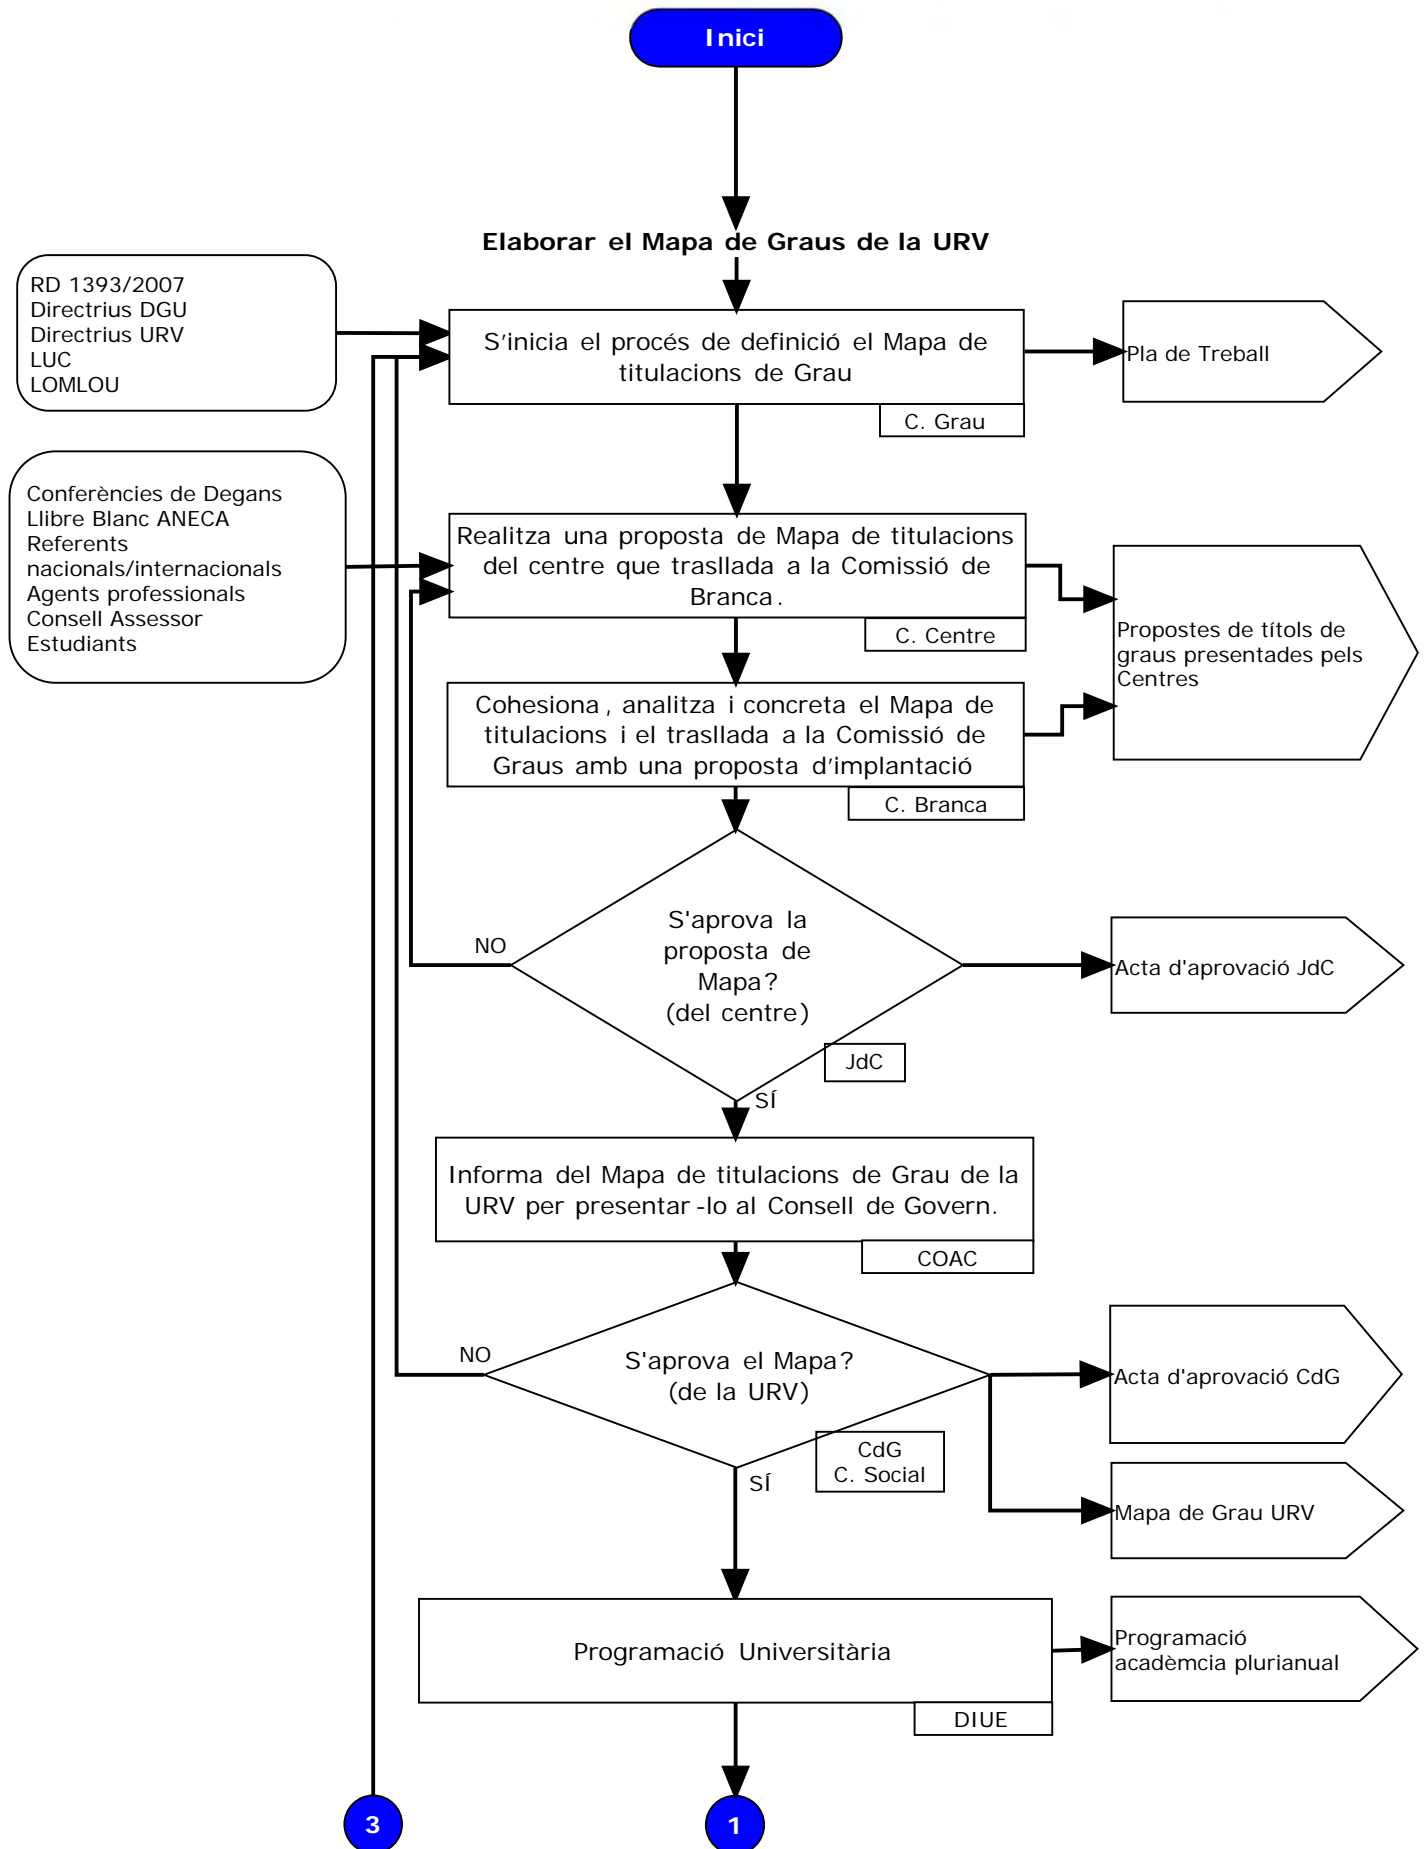 Inici
Elaborar el Mapa de Graus de la URV
RD 1393/2007
Directrius DGU
Directrius URV
LUC
LOMLOU
S'inicia el procés de definició el Mapa de
titulacions de Grau
C. Grau
Pla de Treball
Conferències de Degans
Llibre Blanc ANECA
Referents
nacionals/internacionals
Agents professionals
Consell Assessor
Estudiants
Realitza una proposta de Mapa de titulacions
del centre que trasllada a la Comissió de
Branca.
C. Centre
Propostes de títols de
graus presentades pels
Centres
Cohesiona, analitza i concreta el Mapa de
titulacions i el trasllada a la Comissió de
Graus amb una proposta d'implantació
C. Branca
S'aprova la
proposta de
Mapa?
(del centre)
NO
JdC
SÍ
Acta d'aprovació JdC
Informa del Mapa de titulacions de Grau de la
URV per presentar-lo al Consell de Govern.
COAC
NO
S'aprova el Mapa?
(de la URV)
CdG
C. Social
SÍ
Acta d'aprovació CdG
Mapa de Grau URV
Programació Universitària
DIUE
Programació
acadèmcia plurianual
3
1